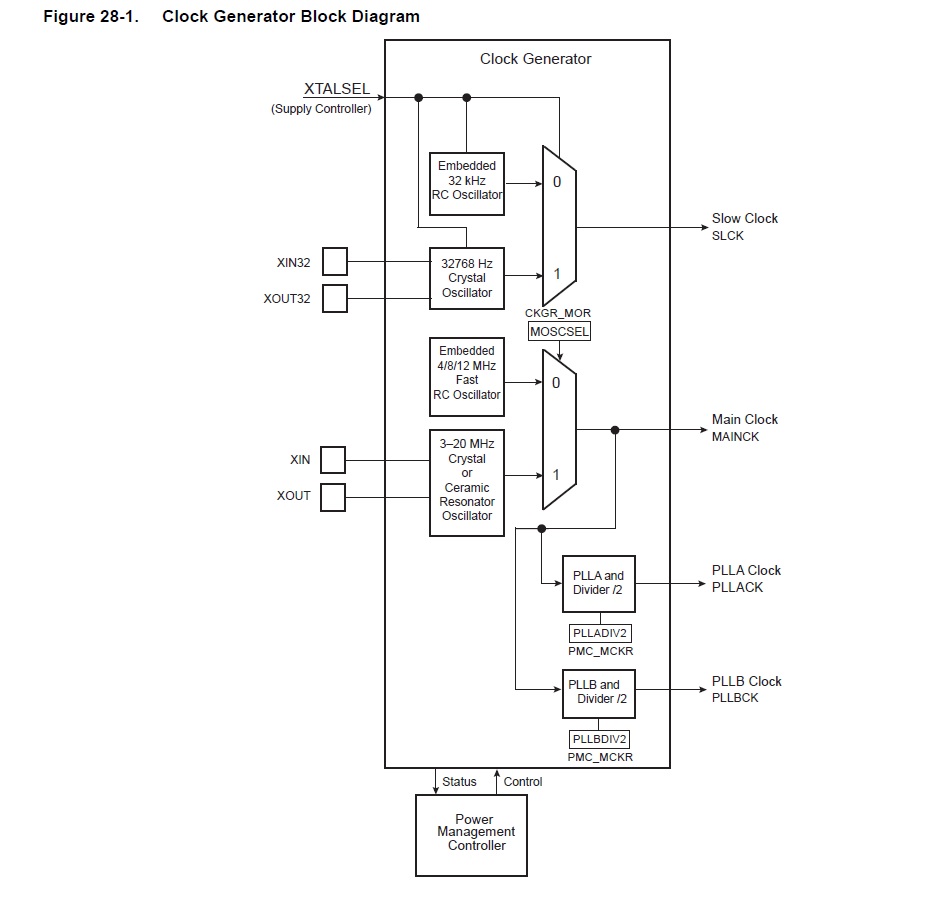 Figure 28-1. Clock Generator Block Diagram
Clock Generator
XTALSEL
(Supply Controller)
Embedded
32 kHz
RC Oscillator
0
Slow Clock
SLCK
XIN32
XOUT32
32768 Hz
Crystal
Oscillator
1
CKGR_MOR
MOSCSEL
Embedded
4/8/12 MHz
Fast
RC Oscillator
0
Main Clock
MAINCK
XIN
XOUT
3–20 MHz
Crystal
or
Ceramic
Resonator
Oscillator
1
PLLA and
Divider /2
PLLA Clock
PLLACK
PLLADIV2
PMC_MCKR
PLLB and
Divider /2
PLLB Clock
PLLBCK
PLLBDIV2
PMC_MCKR
Status
Control
Power
Management
Controller